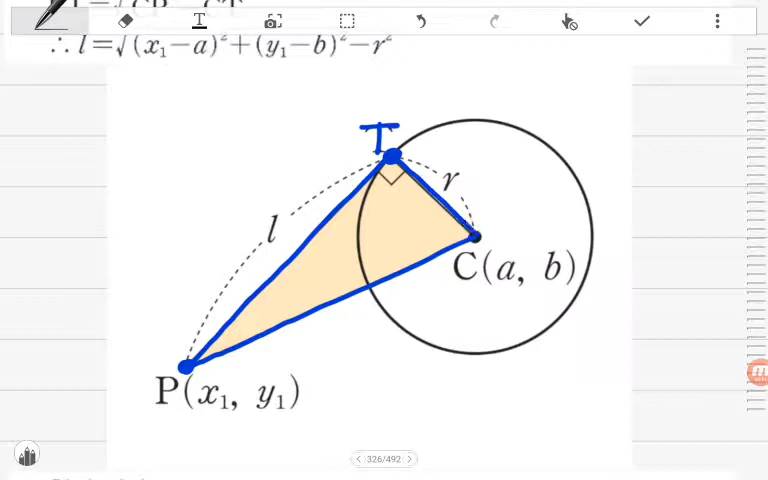 ∴ l=√(x₁−a)²+(y₁−b)²−r²
T
r
l
C(a, b)
P(x₁, y₁)
326/492